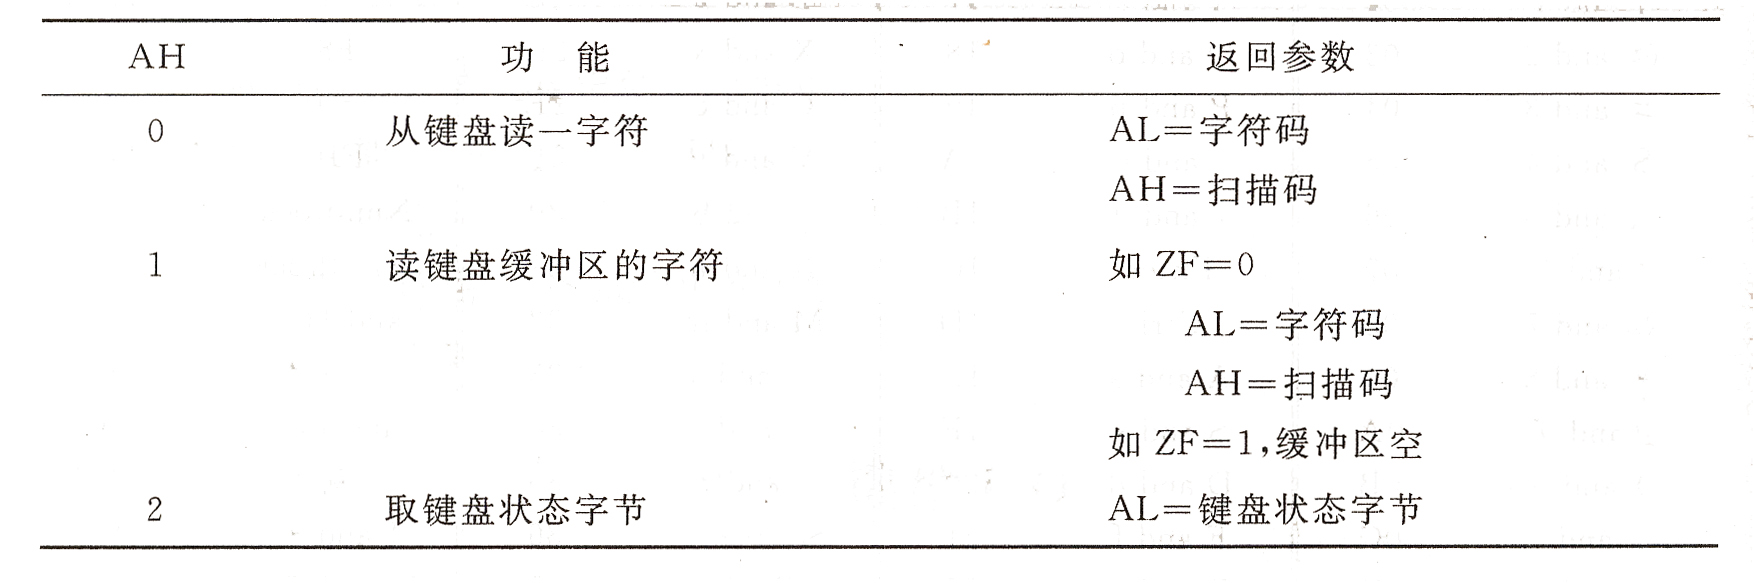 AH 功 能 返回参数
0 从键盘读一字符 AL=字符码
AH=扫描码
1 读键盘缓冲区的字符 如 ZF=0
AL=字符码
AH=扫描码
如 ZF=1,缓冲区空
2 取键盘状态字节 AL=键盘状态字节